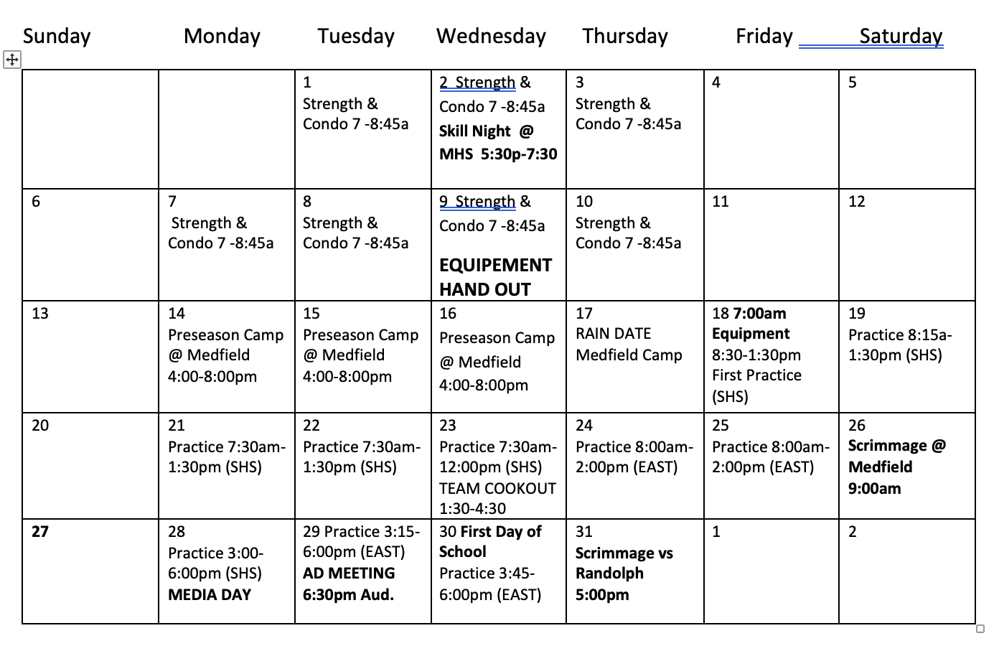 Sunday Monday Tuesday Wednesday Thursday Friday Saturday
1
Strength &
Condo 7 -8:45a
2 Strength &
Condo 7 -8:45a
Skill Night @
MHS 5:30p-7:30
3
Strength &
Condo 7 -8:45a
4
5
6
7
Strength &
Condo 7 -8:45a
8
Strength &
Condo 7 -8:45a
9 Strength &
Condo 7 -8:45a
EQUIPEMENT
HAND OUT
10
Strength &
Condo 7 -8:45a
11
12
13
14
Preseason Camp
@ Medfield
4:00-8:00pm
15
Preseason Camp
@ Medfield
4:00-8:00pm
16
Preseason Camp
@ Medfield
4:00-8:00pm
17
RAIN DATE
Medfield Camp
18 7:00am
Equipment
8:30-1:30pm
First Practice
(SHS)
19
Practice 8:15a-
1:30pm (SHS)
20
21
Practice 7:30am-
1:30pm (SHS)
22
Practice 7:30am-
1:30pm (SHS)
23
Practice 7:30am-
12:00pm (SHS)
TEAM COOKOUT
1:30-4:30
24
Practice 8:00am-
2:00pm (EAST)
25
Practice 8:00am-
2:00pm (EAST)
26
Scrimmage @
Medfield
9:00am
27
28
Practice 3:00-
6:00pm (SHS)
MEDIA DAY
29 Practice 3:15-
6:00pm (EAST)
AD MEETING
6:30pm Aud.
30 First Day of
School
Practice 3:45-
6:00pm (EAST)
31
Scrimmage vs
Randolph
5:00pm
1
2